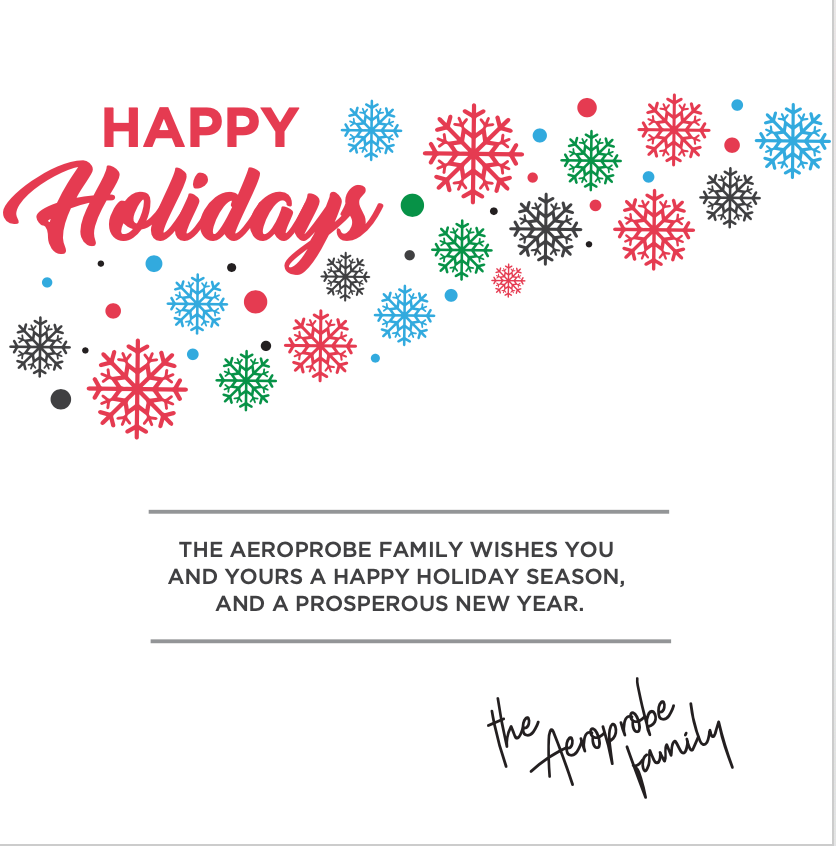 HAPPY
Holidays
THE AEROPROBE FAMILY WISHES YOU
AND YOURS A HAPPY HOLIDAY SEASON,
AND A PROSPEROUS NEW YEAR.
the
Aeroprobe
family